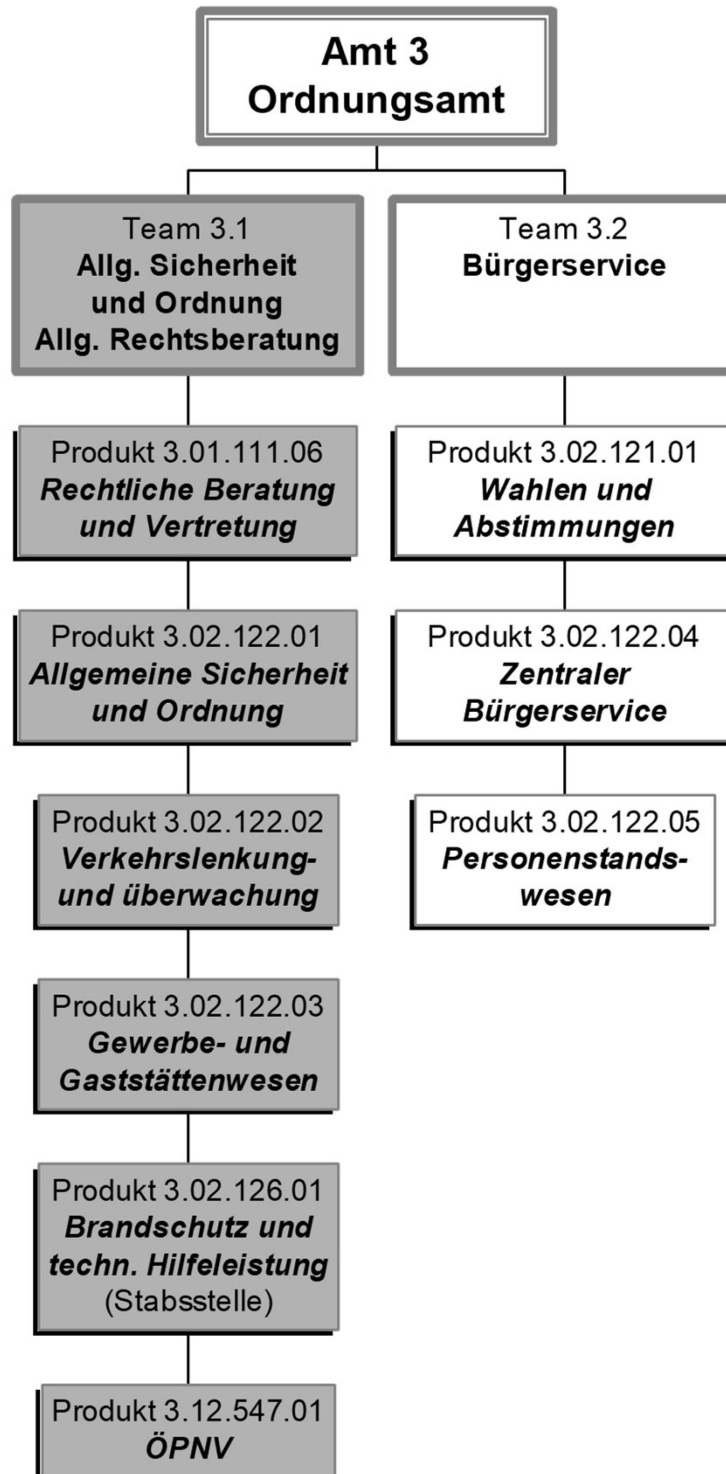 Amt 3
Ordnungsamt
Team 3.1
Allg. Sicherheit
und Ordnung
Allg. Rechtsberatung
Produkt 3.01.111.06
Rechtliche Beratung
und Vertretung
Produkt 3.02.122.01
Allgemeine Sicherheit
und Ordnung
Produkt 3.02.122.02
Verkehrslenkung-
und überwachung
Produkt 3.02.122.03
Gewerbe- und
Gaststättenwesen
Produkt 3.02.126.01
Brandschutz und
techn. Hilfeleistung
(Stabsstelle)
Produkt 3.12.547.01
ÖPNV
Team 3.2
Bürgerservice
Produkt 3.02.121.01
Wahlen und
Abstimmungen
Produkt 3.02.122.04
Zentraler
Bürgerservice
Produkt 3.02.122.05
Personenstands-
wesen